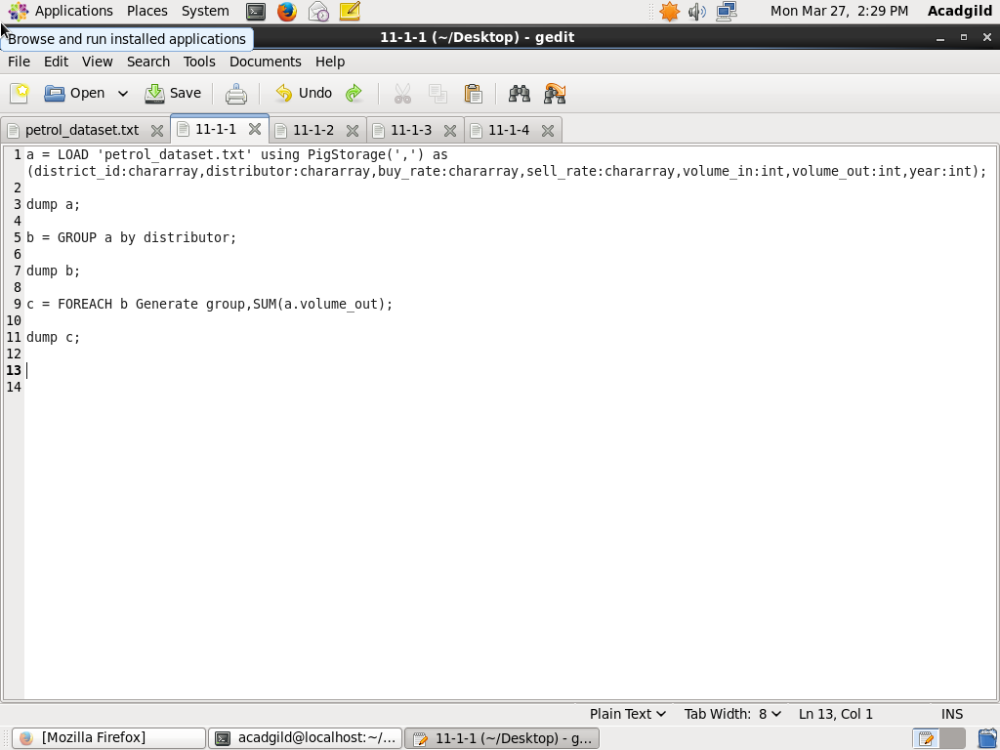 Applications Places System Mon Mar 27, 2:29 PM Acadgild
Browse and run installed applications
11-1-1 (~/Desktop) - gedit
File Edit View Search Tools Documents Help
Open Save Undo
petrol_dataset.txt 11-1-1 11-1-2 11-1-3 11-1-4
1 a = LOAD 'petrol_dataset.txt' using PigStorage(',') as
(district_id:chararray,distributor:chararray,buy_rate:chararray,sell_rate:chararray,volume_in:int,volume_out:int,year:int);
2
3 dump a;
4
5 b = GROUP a by distributor;
6
7 dump b;
8
9 c = FOREACH b Generate group,SUM(a.volume_out);
10
11 dump c;
12
13
14
Plain Text Tab Width: 8 Ln 13, Col 1 INS
[Mozilla Firefox] acadgild@localhost:~/... 11-1-1 (~/Desktop) - g...